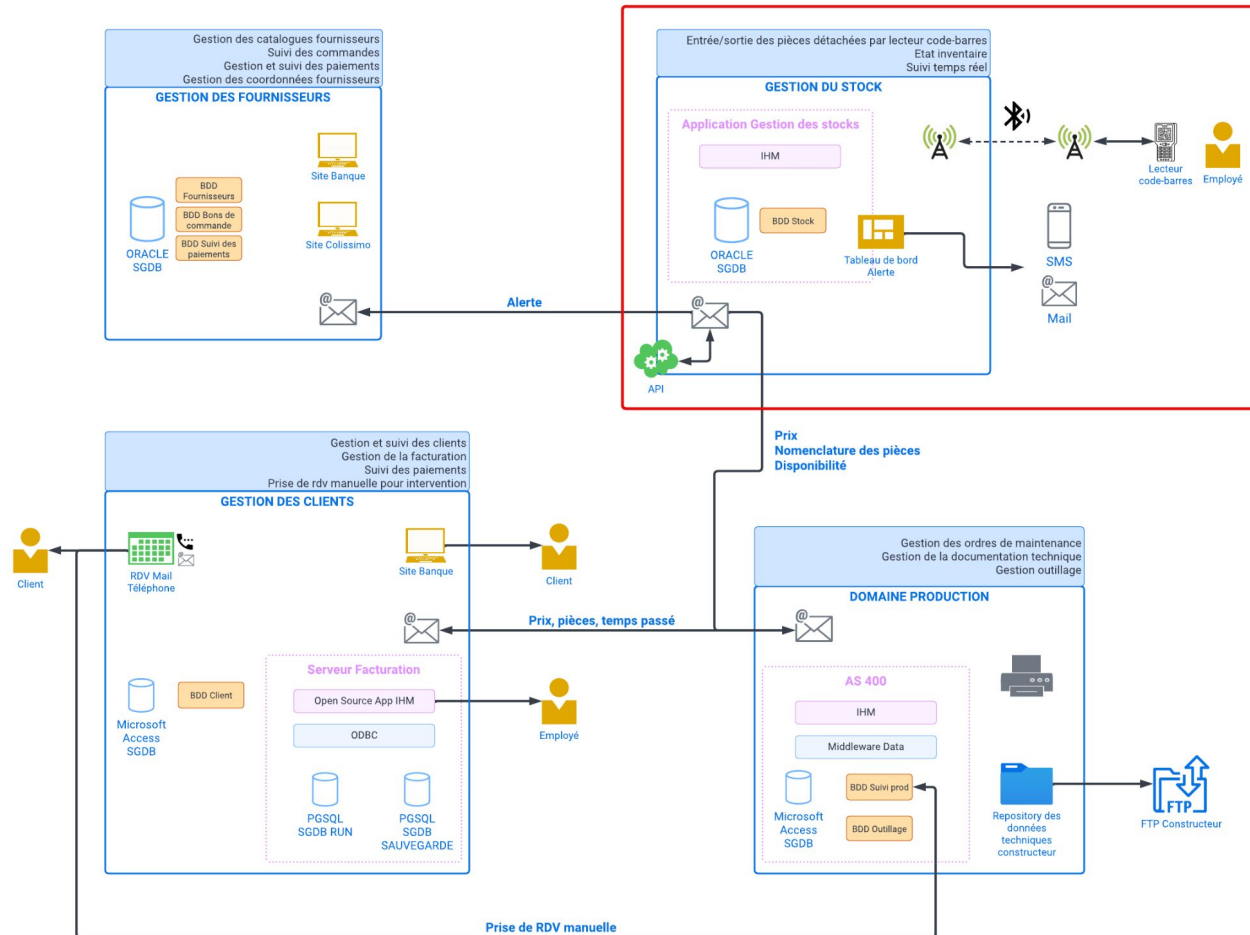 Gestion des catalogues fournisseurs
Suivi des commandes
Gestion et suivi des paiements
Gestion des coordonnées fournisseurs
GESTION DES FOURNISSEURS
Site Banque
BDD
Fournisseurs
BDD Bons de
commande
BDD Suivi des
paiements
ORACLE
SGDB
Site Colissimo
@
Entrée/sortie des pièces détachées par lecteur code-barres
Etat inventaire
Suivi temps réel
GESTION DU STOCK
Application Gestion des stocks
IHM
BDD Stock
ORACLE
SGDB
Tableau de bord
Alerte
Lecteur
code-barres
Employé
SMS
@
Mail
Alerte
@
API
Prix
Nomenclature des pièces
Disponibilité
Gestion et suivi des clients
Gestion de la facturation
Suivi des paiements
Prise de rdv manuelle pour intervention
GESTION DES CLIENTS
Client
@
RDV Mail
Téléphone
Site Banque
Client
@
Prix, pièces, temps passé
Serveur Facturation
BDD Client
Microsoft
Access
SGDB
Open Source App IHM
ODBC
Employé
PGSQL
SGDB RUN
PGSQL
SGDB
SAUVEGARDE
Gestion des ordres de maintenance
Gestion de la documentation technique
Gestion outillage
DOMAINE PRODUCTION
@
AS 400
IHM
Middleware Data
BDD Suivi prod
BDD Outillage
Microsoft
Access
SGDB
Repository des
données
techniques
constructeur
FTP
FTP Constructeur
Prise de RDV manuelle